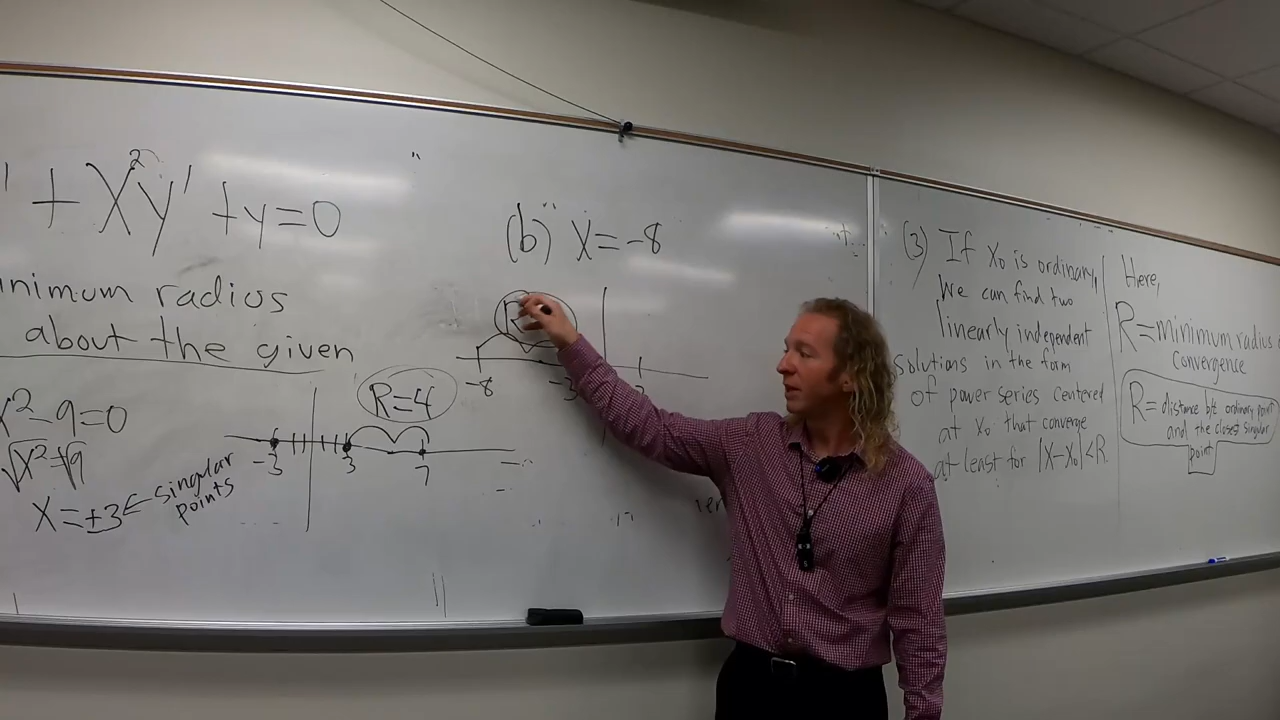 ' + x²y' + y = 0
nimum radius
about the given
x²-9=0
√x²=±√9
X=±3 ← singular points
R=4
-3 3 7
(b) X=-8
R
-8 -3 3
(3) If X₀ is ordinary,
we can find two
linearly independent
solutions in the form
of power series centered
at X₀ that converge
at least for |X-X₀|<R.
Here,
R=minimum radius o
convergence
R= distance b/t ordinary point
and the closest singular
point